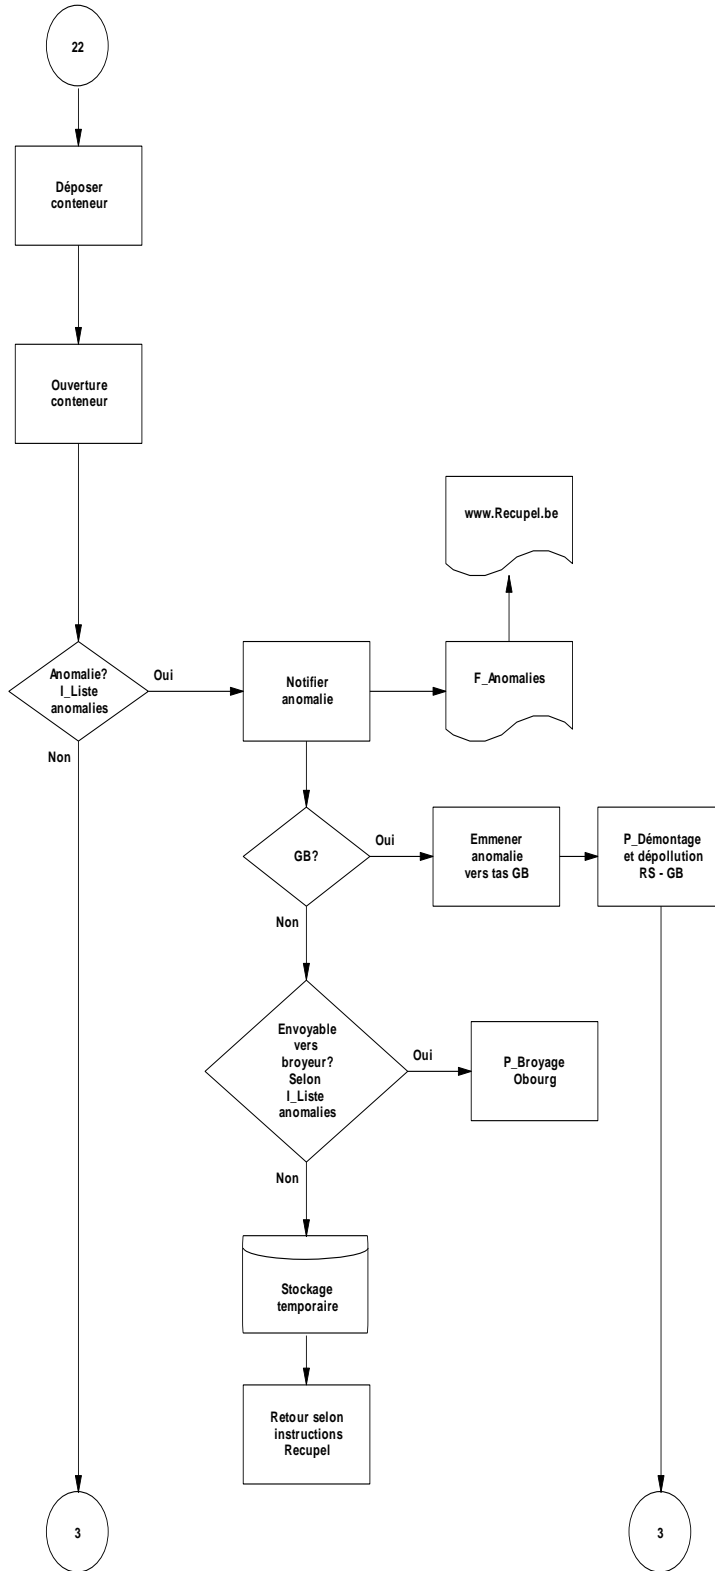 22
Déposer
conteneur
Ouverture
conteneur
www.Recupel.be
Anomalie?
I_Liste
anomalies
Oui
Notifier
anomalie
F_Anomalies
Non
GB?
Oui
Emmener
anomalie
vers tas GB
P_Démontage
et dépollution
RS - GB
Non
Envoyable
vers
broyeur?
Selon
I_Liste
anomalies
Oui
P_Broyage
Obourg
Non
Stockage
temporaire
Retour selon
instructions
Recupel
3
3